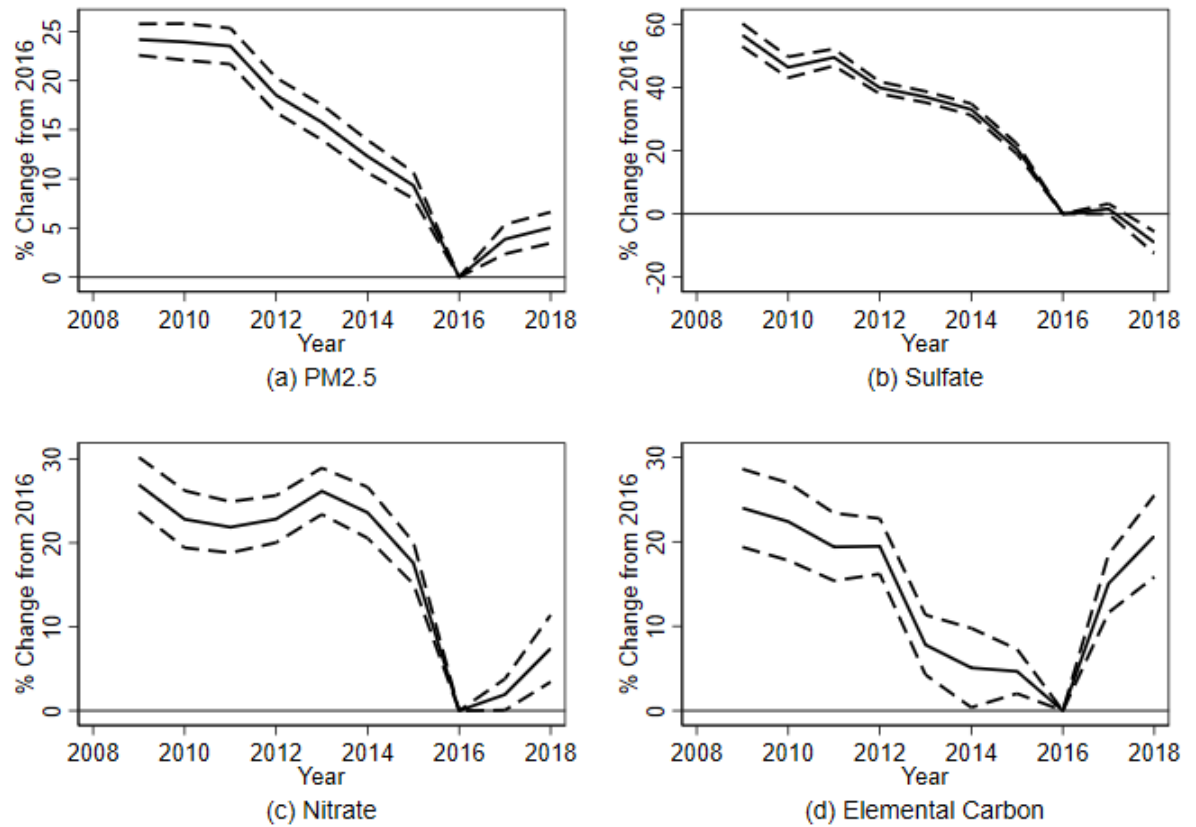 % Change from 2016
25
20
15
10
5
0
2008 2010 2012 2014 2016 2018
Year
(a) PM2.5
% Change from 2016
60
40
20
0
-20
2008 2010 2012 2014 2016 2018
Year
(b) Sulfate
% Change from 2016
30
20
10
0
2008 2010 2012 2014 2016 2018
Year
(c) Nitrate
% Change from 2016
30
20
10
0
2008 2010 2012 2014 2016 2018
Year
(d) Elemental Carbon